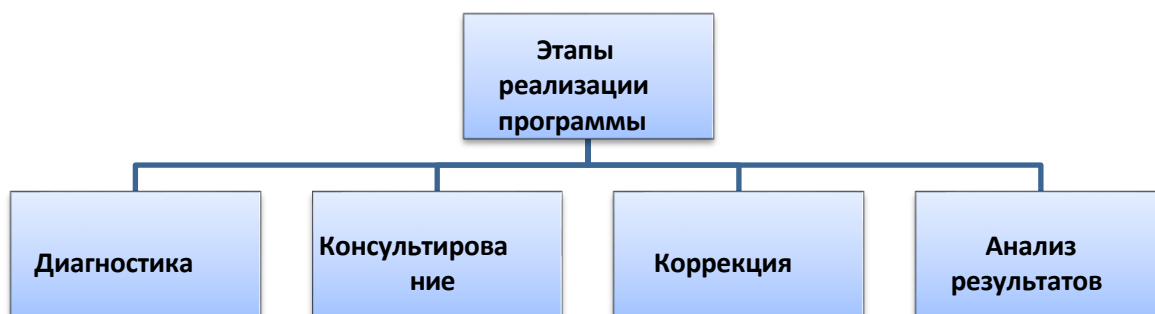 Этапы
реализации
программы
Диагностика
Консультирова
ние
Коррекция
Анализ
результатов